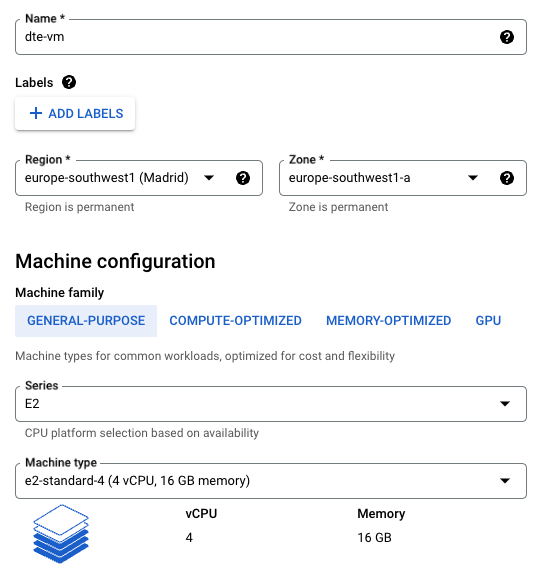 Name *
dte-vm
Labels
+ ADD LABELS
Region *
europe-southwest1 (Madrid)
Region is permanent
Zone *
europe-southwest1-a
Zone is permanent
Machine configuration
Machine family
GENERAL-PURPOSE COMPUTE-OPTIMIZED MEMORY-OPTIMIZED GPU
Machine types for common workloads, optimized for cost and flexibility
Series
E2
CPU platform selection based on availability
Machine type
e2-standard-4 (4 vCPU, 16 GB memory)
vCPU Memory
4 16 GB